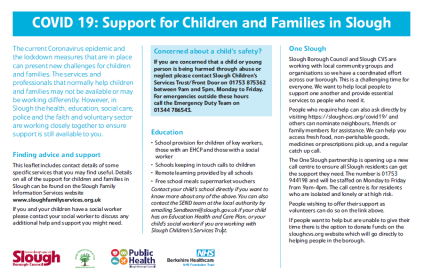 COVID 19: Support for Children and Families in Slough
The current Coronavirus epidemic and
the lockdown measures that are in place
can present new challenges for children
and families. The services and
professionals that normally help children
and families may not be available or may
be working differently. However, in
Slough the health, education, social care,
police and the faith and voluntary sector
are working closely together to ensure
support is still available to you.
Finding advice and support
This leaflet includes contact details of some
specific services that you may find useful. Details
on all of the support for children and families in
Slough can be found on the Slough Family
Information Services website
www.sloughfamilyservices.org.uk
If you and your children have a social worker
please contact your social worker to discuss any
additional help and support you might need.
Concerned about a child's safety?
If you are concerned that a child or young
person is being harmed through abuse or
neglect please contact Slough Children's
Services Trust/Front Door on 01753 875362
between 9am and 5pm, Monday to Friday.
For emergencies outside these hours
call the Emergency Duty Team on
01344 786543.
Education
• School provision for children of key workers,
those with an EHCP and those with a social
worker
• Schools keeping in touch calls to children
• Remote learning provided by all schools
• Free school meals supermarket vouchers
Contact your child's school directly if you want to
know more about any of the above. You can also
contact the SEND team of the local authority by
emailing                if your child
has an Education Health and Care Plan, or your
child's social worker if you are working with
Slough Children's Services Trust.
One Slough
Slough Borough Council and Slough CVS are
working with local community groups and
organisations so we have a coordinated effort
across our borough. This is a challenging time for
everyone. We want to help local people to
support one another and provide essential
services to people who need it.
People who require help can also ask directly by
visiting https://sloughcvs.org/covid19/ and
others can nominate neighbours, friends or
family members for assistance. We can help you
access fresh food, non-perishable goods,
medicines or prescriptions pick up, and a regular
catch up call.
The One Slough partnership is opening up a new
call centre to ensure all Slough residents can get
the support they need. The number is 01753
944198 and will be staffed on Monday to Friday
from 9am-4pm. The call centre is for residents
who are isolated and lonely or at high risk.
People wishing to offer their support as
volunteers can do so on the link above.
If people want to help but are unable to give their
time there is the option to donate funds on the
sloughcvs.org website which will go directly to
helping people in the borough.
Slough
Borough Council
Public
Health
NHS
Berkshire Healthcare
NHS Foundation Trust